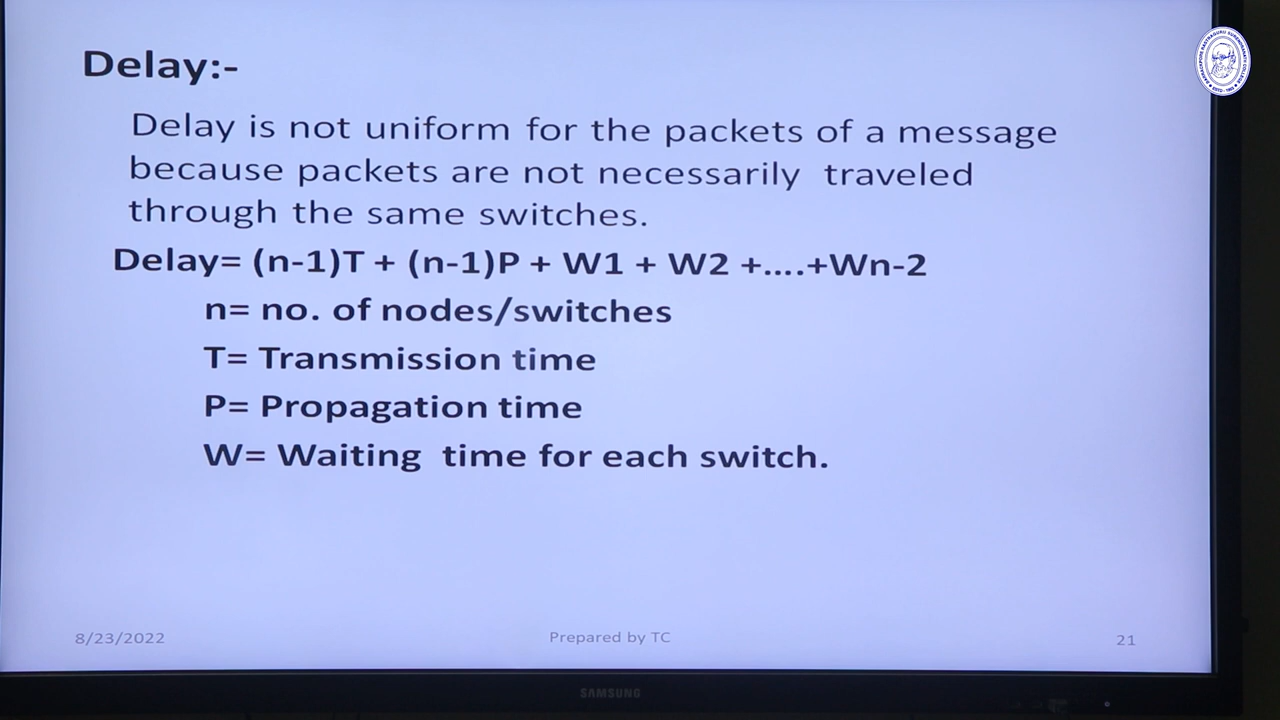 Delay:-
Delay is not uniform for the packets of a message
because packets are not necessarily traveled
through the same switches.
Delay= (n-1)T + (n-1)P + W1 + W2 +....+Wn-2
n= no. of nodes/switches
T= Transmission time
P= Propagation time
W= Waiting time for each switch.
8/23/2022
Prepared by TC
21
SAMSUNG